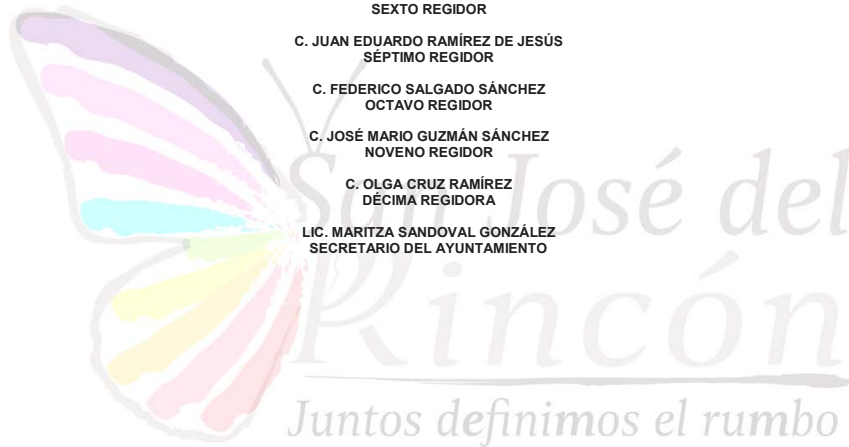 SEXTO REGIDOR
C. JUAN EDUARDO RAMÍREZ DE JESÚS
SÉPTIMO REGIDOR
C. FEDERICO SALGADO SÁNCHEZ
OCTAVO REGIDOR
C. JOSÉ MARIO GUZMÁN SÁNCHEZ
NOVENO REGIDOR
C. OLGA CRUZ RAMÍREZ
DÉCIMA REGIDORA
LIC. MARITZA SANDOVAL GONZÁLEZ
SECRETARIO DEL AYUNTAMIENTO
San José del
Rincón
Juntos definimos el rumbo